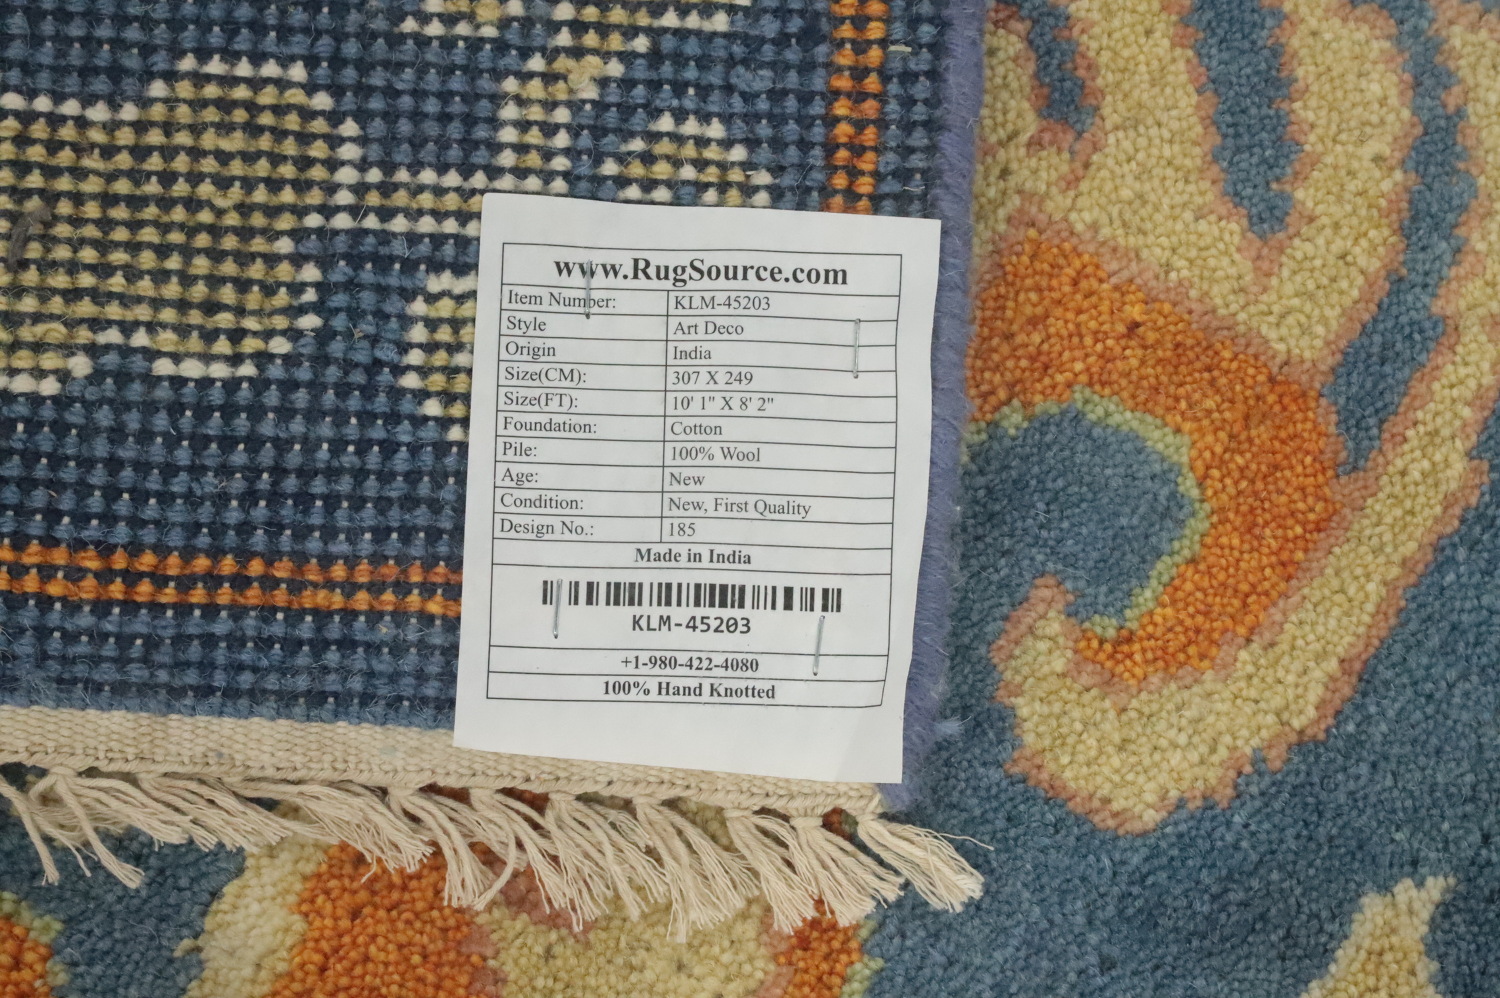 www.RugSource.com
Item Number: KLM-45203
Style Art Deco
Origin India
Size(CM): 307 X 249
Size(FT): 10' 1" X 8' 2"
Foundation: Cotton
Pile: 100% Wool
Age: New
Condition: New, First Quality
Design No.: 185
Made in India
KLM-45203
+1-980-422-4080
100% Hand Knotted